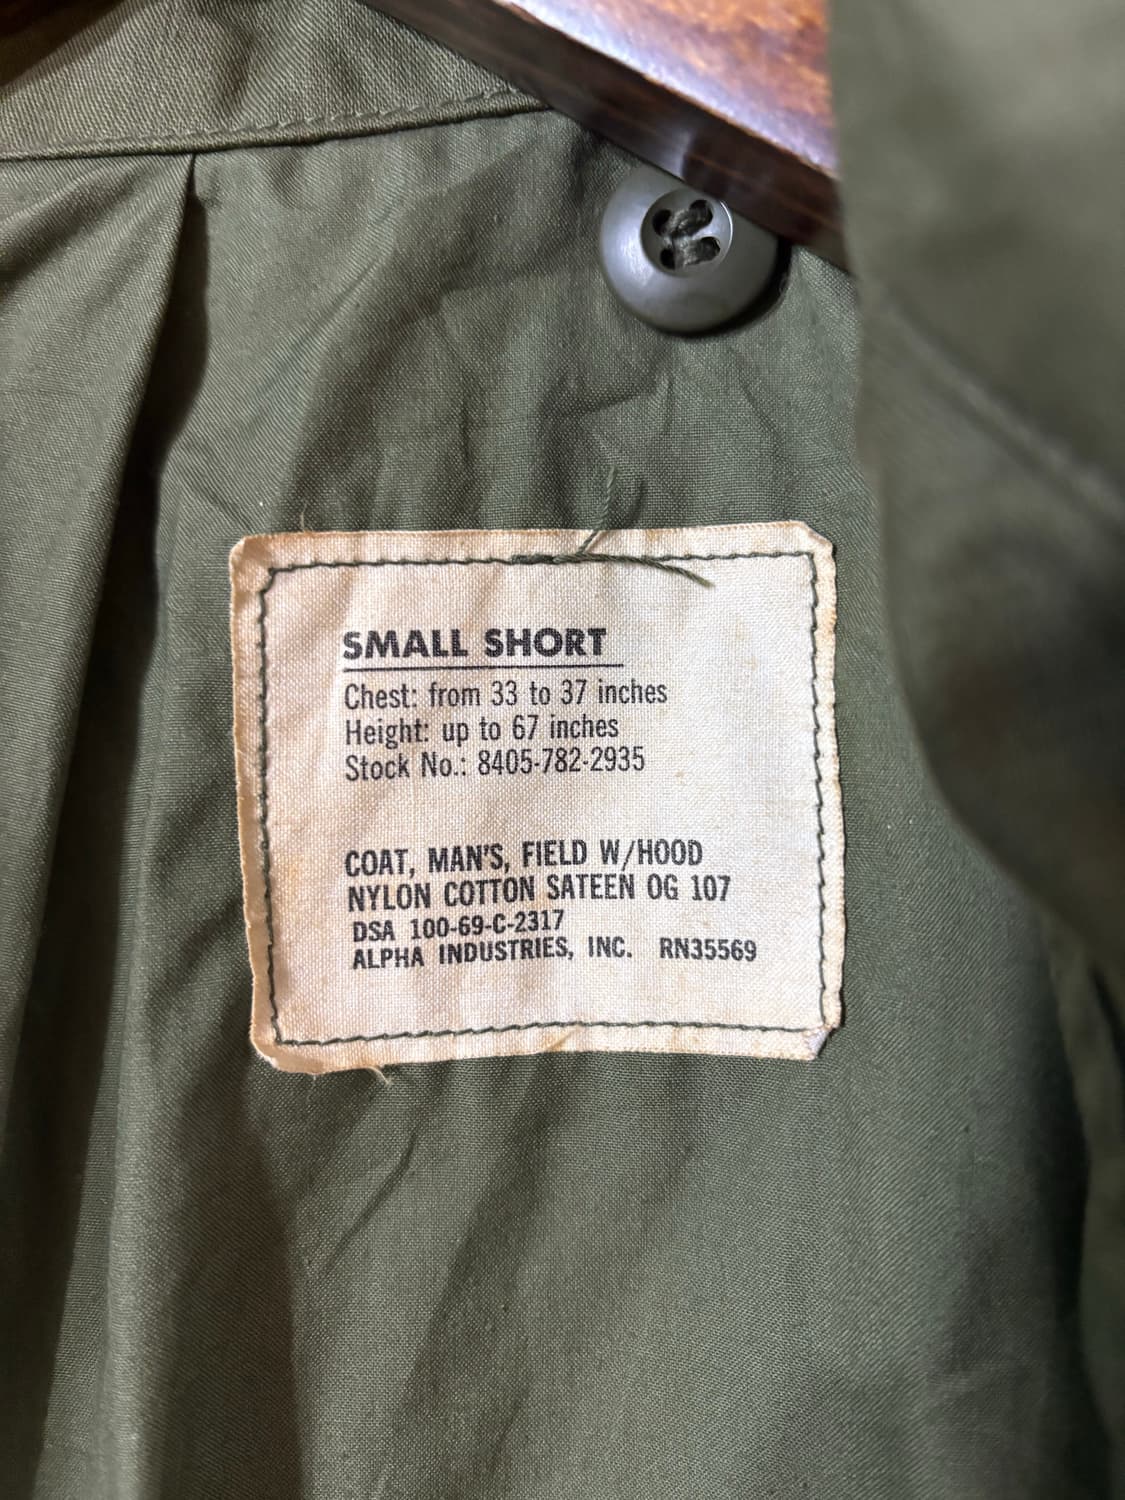 SMALL SHORT
Chest: from 33 to 37 inches
Height: up to 67 inches
Stock No.: 8405-782-2935
COAT, MAN'S, FIELD W/HOOD
NYLON COTTON SATEEN OG 107
DSA 100-69-C-2317
ALPHA INDUSTRIES, INC. RN35569